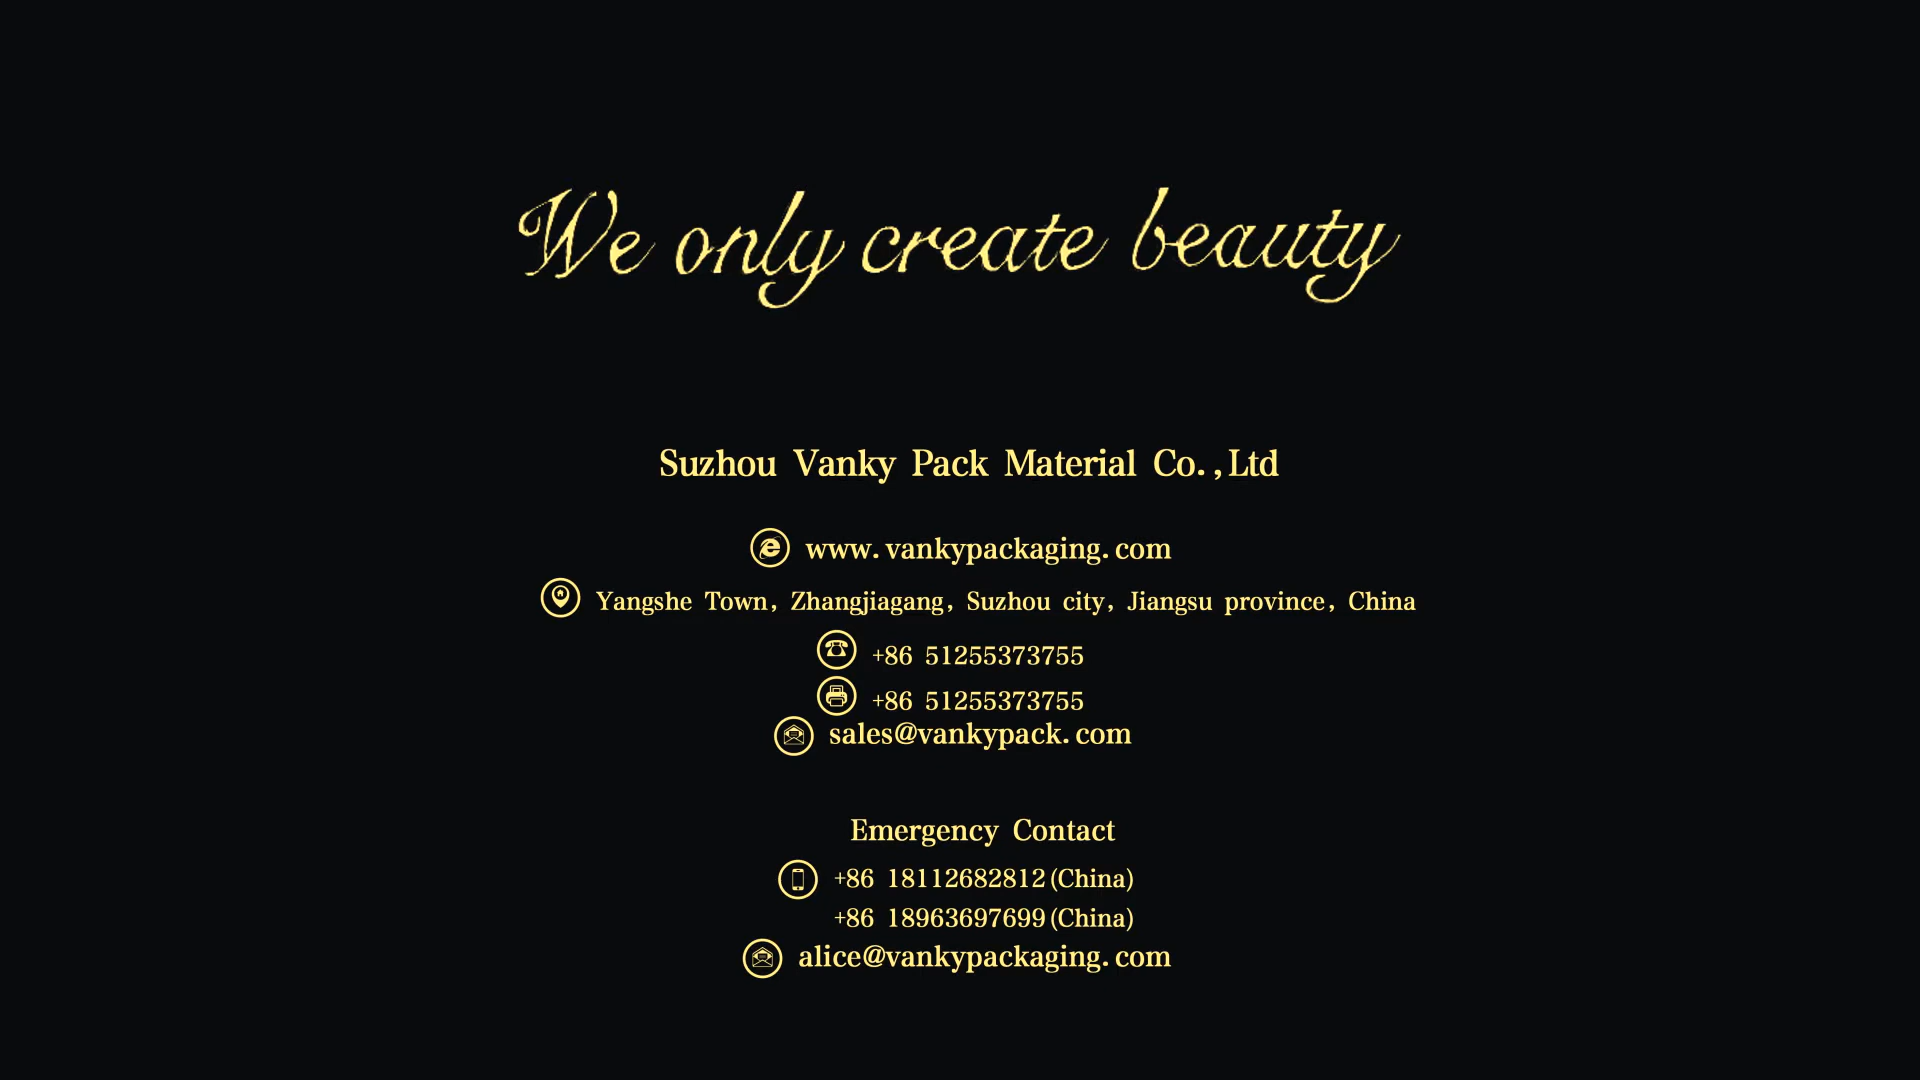 We only create beauty
Suzhou Vanky Pack Material Co.,Ltd
www.vankypackaging.com
Yangshe Town, Zhangjiagang, Suzhou city, Jiangsu province, China
+86 51255373755
+86 51255373755
sales@vankypack.com
Emergency Contact
+86 18112682812(China)
+86 18963697699(China)
alice@vankypackaging.com